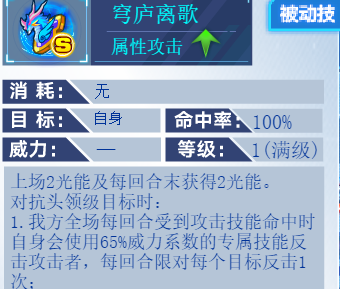 穹庐离歌
被动技
S
属性攻击
消 耗： 无
目 标： 自身
命中率： 100%
威力： —
等级： 1(满级)
上场2光能及每回合末获得2光能。
对抗头领级目标时：
1.我方全场每回合受到攻击技能命中时
自身会使用65%威力系数的专属技能反
击攻击者，每回合限对每个目标反击1
次；